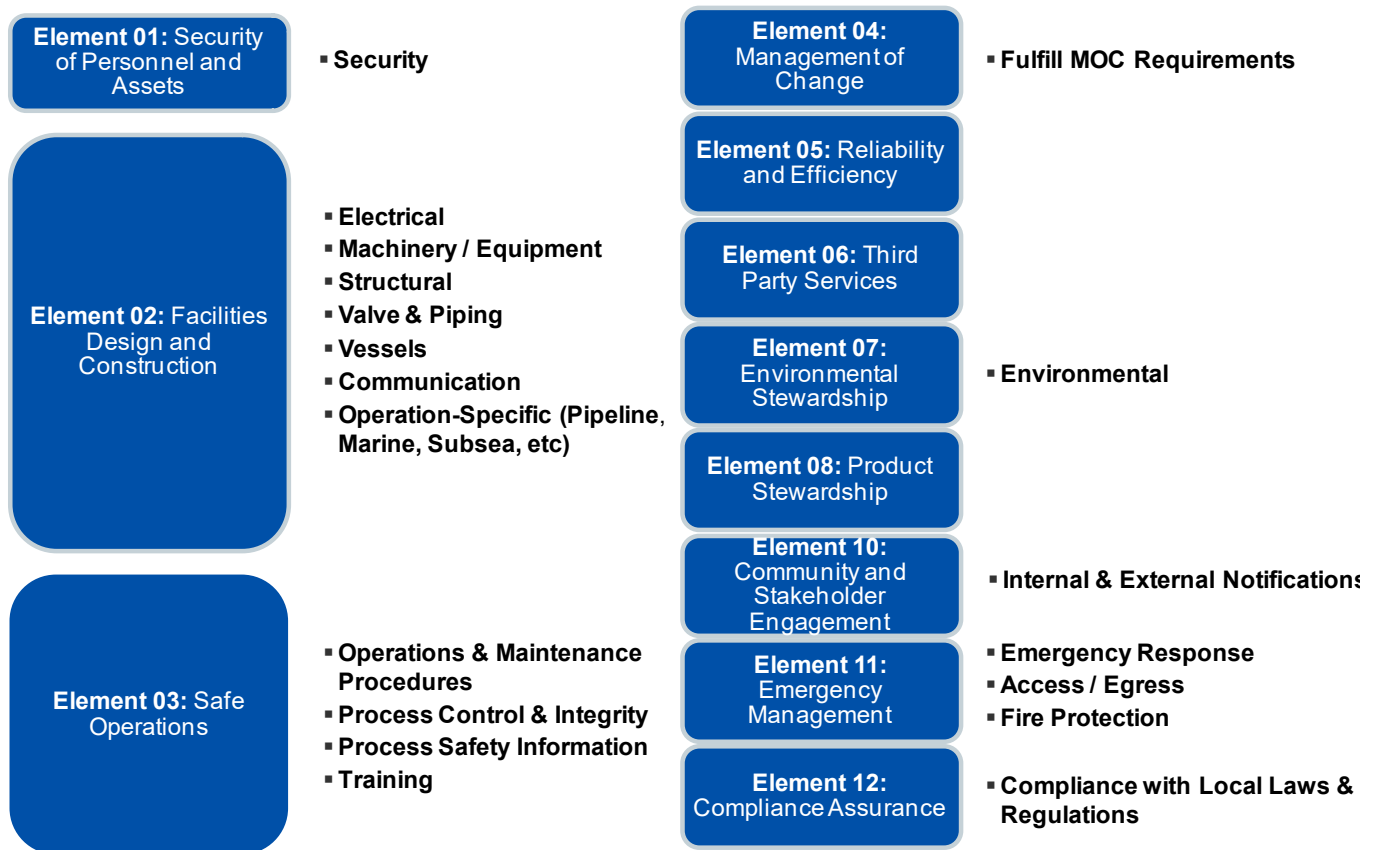 Element 01: Security
of Personnel and
Assets
▪ Security
Element 02: Facilities
Design and
Construction
▪ Electrical
▪ Machinery / Equipment
▪ Structural
▪ Valve & Piping
▪ Vessels
▪ Communication
▪ Operation-Specific (Pipeline,
Marine, Subsea, etc)
Element 03: Safe
Operations
▪ Operations & Maintenance
Procedures
▪ Process Control & Integrity
▪ Process Safety Information
▪ Training
Element 04:
Management of
Change
▪ Fulfill MOC Requirements
Element 05: Reliability
and Efficiency
Element 06: Third
Party Services
Element 07:
Environmental
Stewardship
▪ Environmental
Element 08: Product
Stewardship
Element 10:
Community and
Stakeholder
Engagement
▪ Internal & External Notifications
Element 11:
Emergency
Management
▪ Emergency Response
▪ Access / Egress
▪ Fire Protection
Element 12:
Compliance Assurance
▪ Compliance with Local Laws &
Regulations